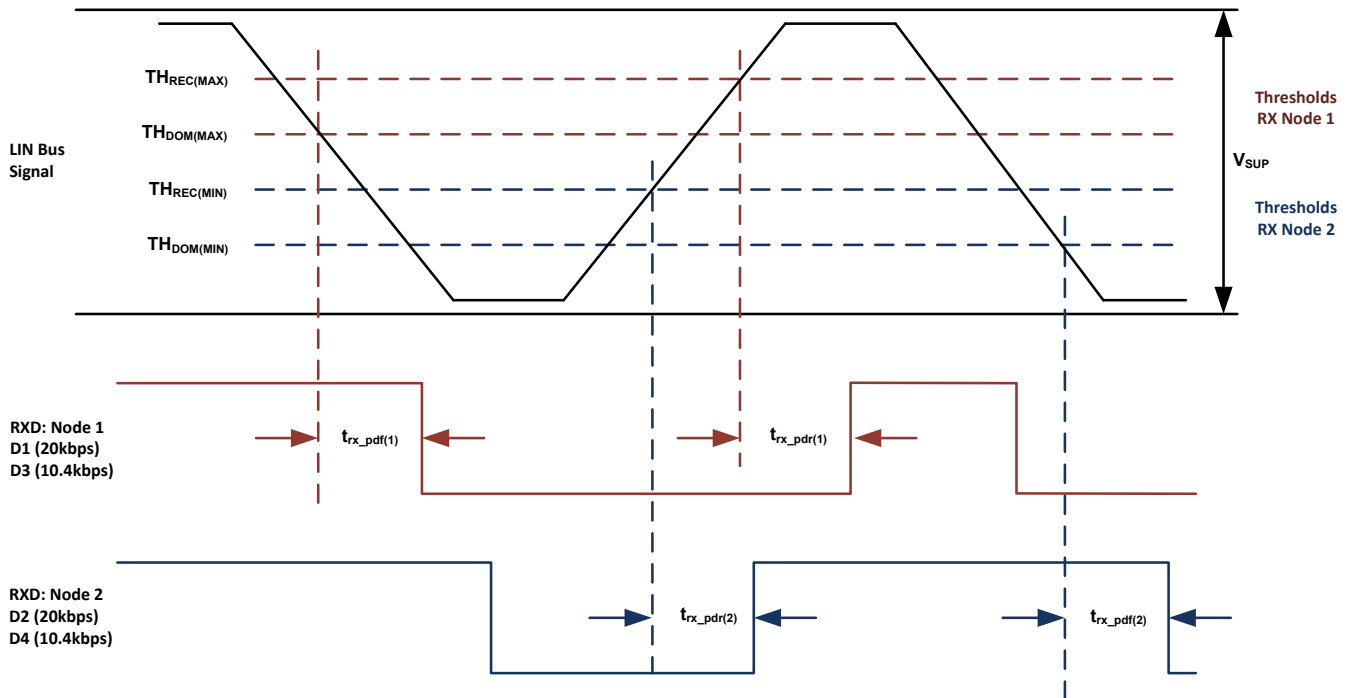 TH_REC(MAX)
TH_DOM(MAX)
TH_REC(MIN)
TH_DOM(MIN)
LIN Bus
Signal
Thresholds
RX Node 1
V_SUP
Thresholds
RX Node 2
RXD: Node 1
D1 (20kbps)
D3 (10.4kbps)
t_rx_pdf(1)
t_rx_pdr(1)
RXD: Node 2
D2 (20kbps)
D4 (10.4kbps)
t_rx_pdr(2)
t_rx_pdf(2)